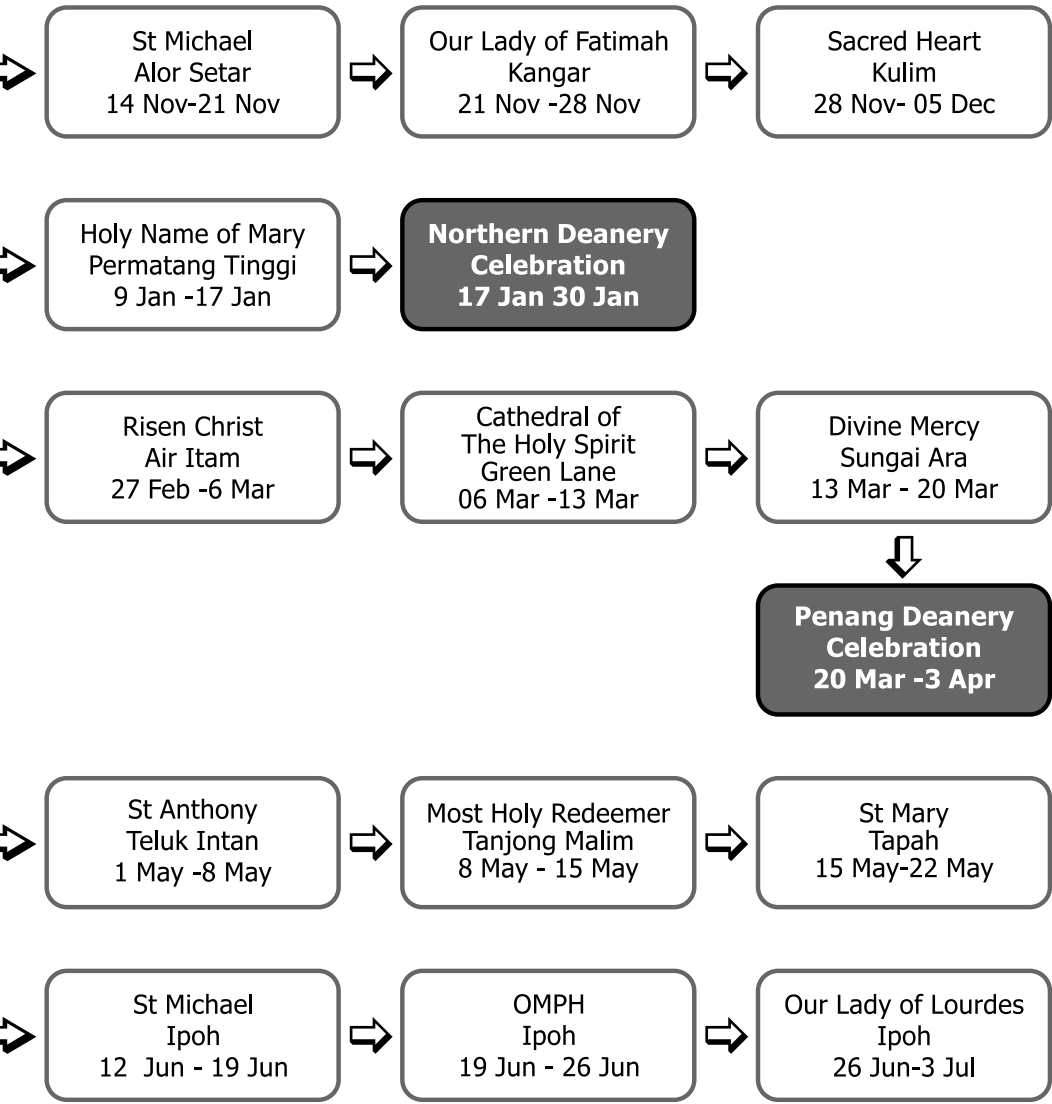 St Michael
Alor Setar
14 Nov-21 Nov
Our Lady of Fatimah
Kangar
21 Nov -28 Nov
Sacred Heart
Kulim
28 Nov- 05 Dec
Holy Name of Mary
Permatang Tinggi
9 Jan -17 Jan
Northern Deanery
Celebration
17 Jan 30 Jan
Risen Christ
Air Itam
27 Feb -6 Mar
Cathedral of
The Holy Spirit
Green Lane
06 Mar -13 Mar
Divine Mercy
Sungai Ara
13 Mar - 20 Mar
Penang Deanery
Celebration
20 Mar -3 Apr
St Anthony
Teluk Intan
1 May -8 May
Most Holy Redeemer
Tanjong Malim
8 May - 15 May
St Mary
Tapah
15 May-22 May
St Michael
Ipoh
12  Jun - 19 Jun
OMPH
Ipoh
19 Jun - 26 Jun
Our Lady of Lourdes
Ipoh
26 Jun-3 Jul